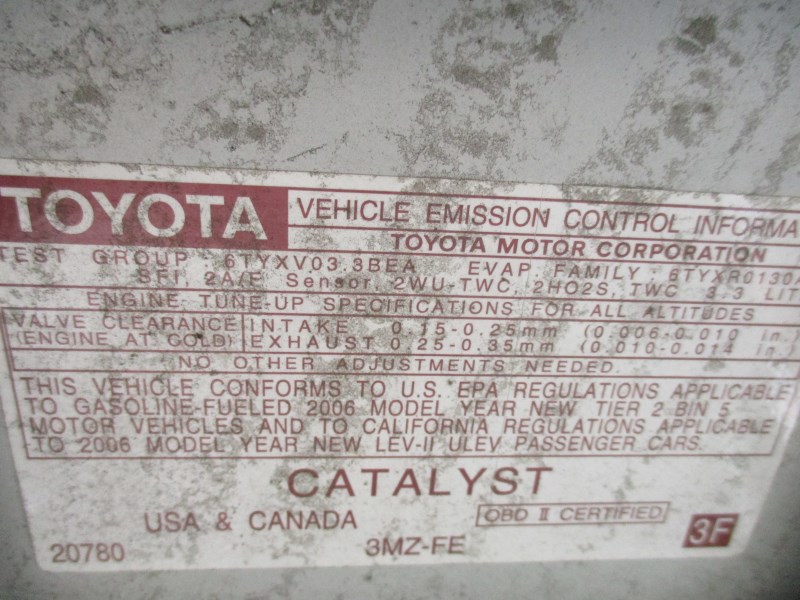 TOYOTA VEHICLE EMISSION CONTROL INFORMA
TOYOTA MOTOR CORPORATION
TEST GROUP 6TYXV03.3BEA EVAP. FAMILY 6TYXR0130
SFI, 2A/F Sensor, 2WU-TWC, 2HO2S, TWC 3.3 LIT
ENGINE TUNE-UP SPECIFICATIONS FOR ALL ALTITUDES
VALVE CLEARANCE INTAKE 0.15-0.25mm (0.006-0.010 in.)
(ENGINE AT COLD) EXHAUST 0.25-0.35mm (0.010-0.014 in.)
NO OTHER ADJUSTMENTS NEEDED.
THIS VEHICLE CONFORMS TO U.S. EPA REGULATIONS APPLICABLE
TO GASOLINE-FUELED 2006 MODEL YEAR NEW TIER 2 BIN 5
MOTOR VEHICLES AND TO CALIFORNIA REGULATIONS APPLICABLE
TO 2006 MODEL YEAR NEW LEV-II ULEV PASSENGER CARS.
CATALYST
USA & CANADA OBD II CERTIFIED
20780 3MZ-FE 3F